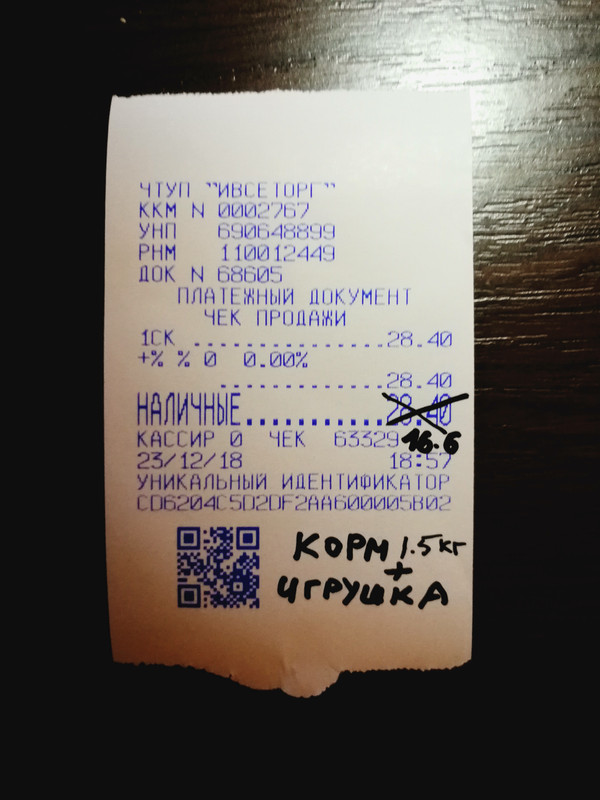 ЧТУП "ИВСЕТОРГ"
ККМ N 0002767
УНП 690648899
РНМ 110012449
ДОК N 68605
ПЛАТЕЖНЫЙ ДОКУМЕНТ
ЧЕК ПРОДАЖИ
1СК ................28.40
+% % 0 0.00%
..............28.40
НАЛИЧНЫЕ...........28.40
КАССИР 0 ЧЕК 63329 16.6
23/12/18 18:57
УНИКАЛЬНЫЙ ИДЕНТИФИКАТОР
CD6204C5D2DF2AA600005B02
КОРМ 1.5кг
+
ИГРУШКА